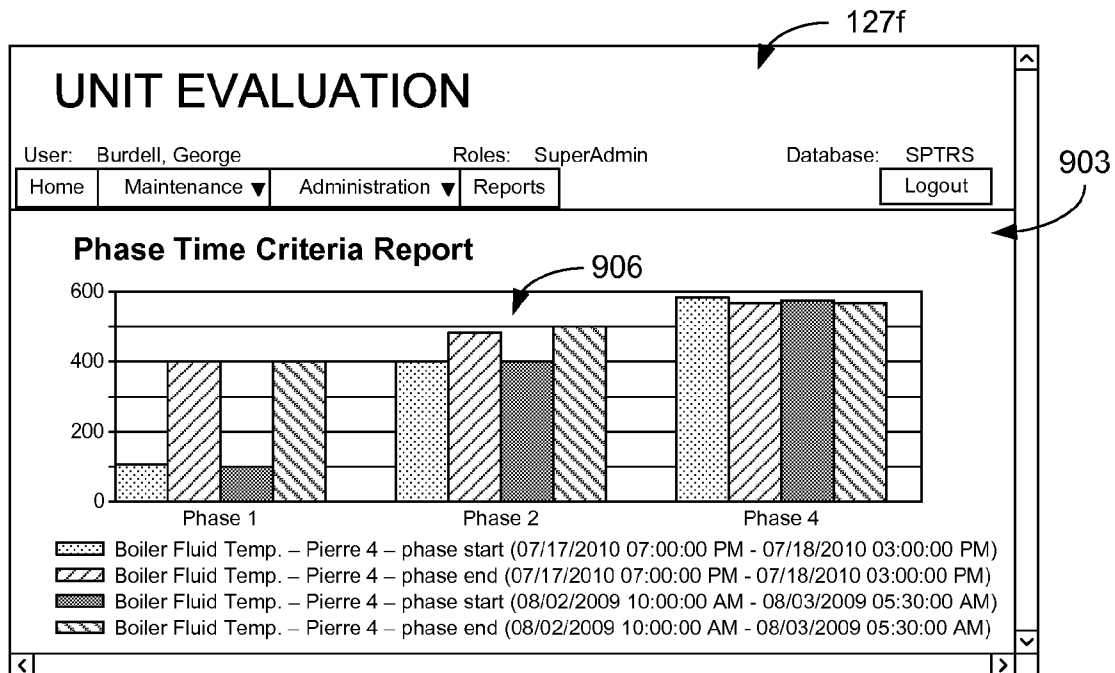 127f
UNIT EVALUATION
User: Burdell, George Roles: SuperAdmin Database: SPTRS
Home Maintenance ▼ Administration ▼ Reports Logout
903
Phase Time Criteria Report
906
600
400
200
0
Phase 1 Phase 2 Phase 4
Boiler Fluid Temp. – Pierre 4 – phase start (07/17/2010 07:00:00 PM - 07/18/2010 03:00:00 PM)
Boiler Fluid Temp. – Pierre 4 – phase end (07/17/2010 07:00:00 PM - 07/18/2010 03:00:00 PM)
Boiler Fluid Temp. – Pierre 4 – phase start (08/02/2009 10:00:00 AM - 08/03/2009 05:30:00 AM)
Boiler Fluid Temp. – Pierre 4 – phase end (08/02/2009 10:00:00 AM - 08/03/2009 05:30:00 AM)